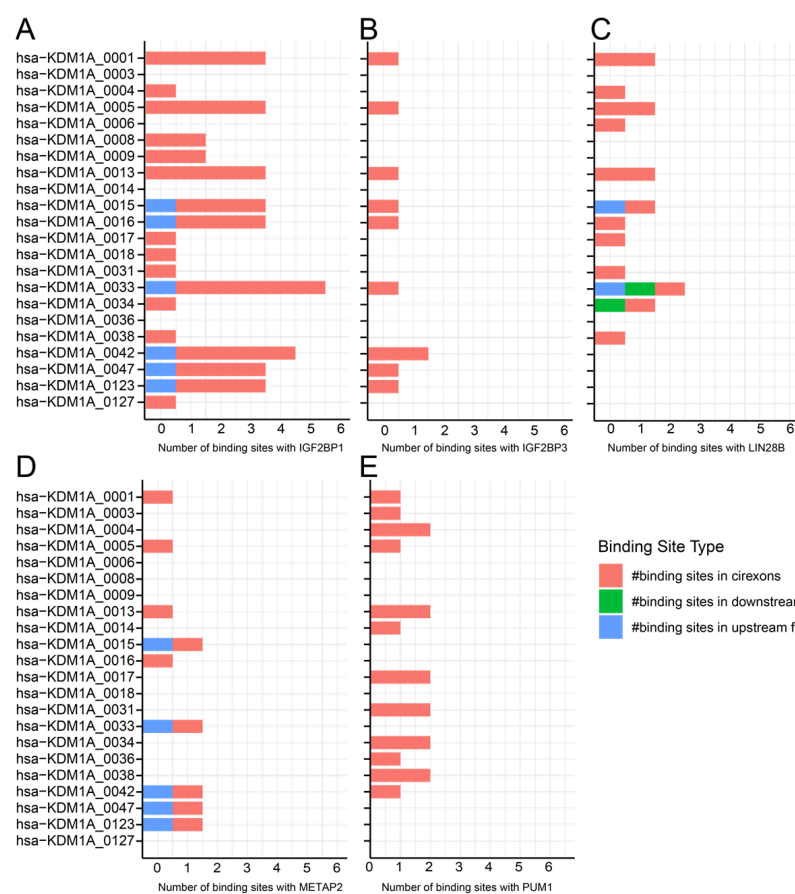 A
B
C
hsa-KDM1A_0001
hsa-KDM1A_0003
hsa-KDM1A_0004
hsa-KDM1A_0005
hsa-KDM1A_0006
hsa-KDM1A_0008
hsa-KDM1A_0009
hsa-KDM1A_0013
hsa-KDM1A_0014
hsa-KDM1A_0015
hsa-KDM1A_0016
hsa-KDM1A_0017
hsa-KDM1A_0018
hsa-KDM1A_0031
hsa-KDM1A_0033
hsa-KDM1A_0034
hsa-KDM1A_0036
hsa-KDM1A_0038
hsa-KDM1A_0042
hsa-KDM1A_0047
hsa-KDM1A_0123
hsa-KDM1A_0127
0 1 2 3 4 5 6
0 1 2 3 4 5 6
0 1 2 3 4 5 6
Number of binding sites with IGF2BP1
Number of binding sites with IGF2BP3
Number of binding sites with LIN28B
D
E
hsa-KDM1A_0001
hsa-KDM1A_0003
hsa-KDM1A_0004
hsa-KDM1A_0005
hsa-KDM1A_0006
hsa-KDM1A_0008
hsa-KDM1A_0009
hsa-KDM1A_0013
hsa-KDM1A_0014
hsa-KDM1A_0015
hsa-KDM1A_0016
hsa-KDM1A_0017
hsa-KDM1A_0018
hsa-KDM1A_0031
hsa-KDM1A_0033
hsa-KDM1A_0034
hsa-KDM1A_0036
hsa-KDM1A_0038
hsa-KDM1A_0042
hsa-KDM1A_0047
hsa-KDM1A_0123
hsa-KDM1A_0127
0 1 2 3 4 5 6
0 1 2 3 4 5 6
Number of binding sites with METAP2
Number of binding sites with PUM1
Binding Site Type
#binding sites in cirexons
#binding sites in downstrea
#binding sites in upstream f